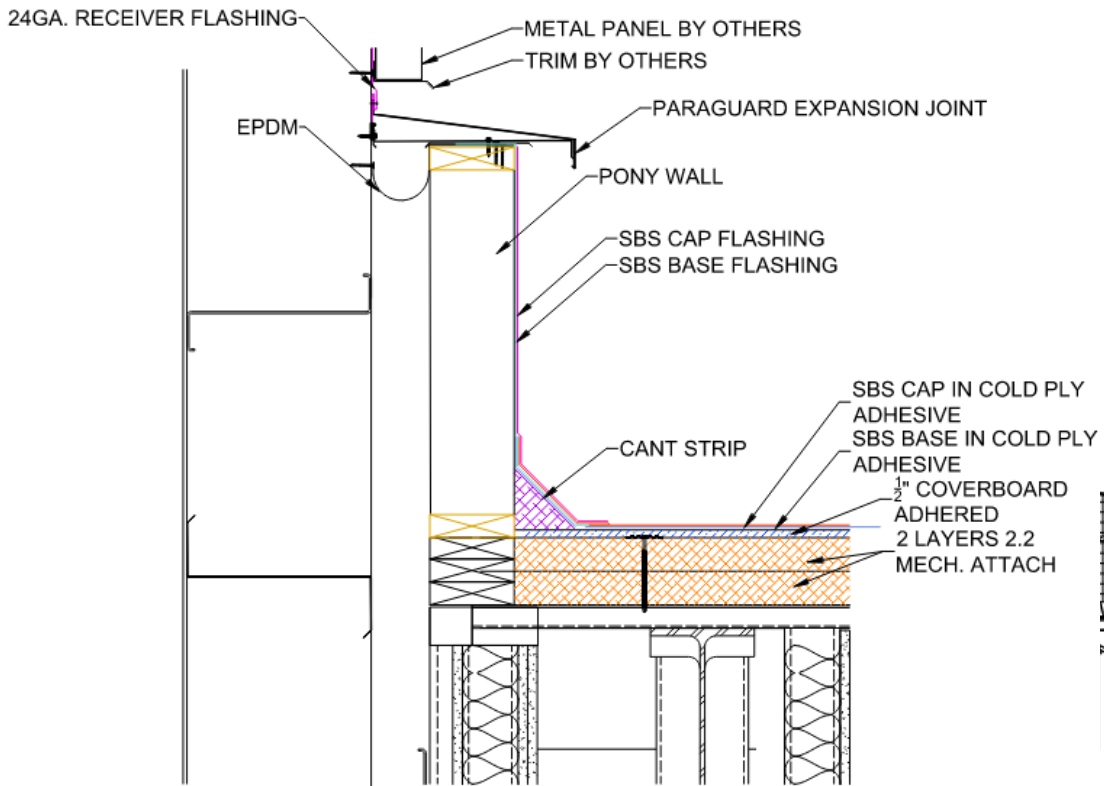 24GA. RECEIVER FLASHING
METAL PANEL BY OTHERS
TRIM BY OTHERS
PARAGUARD EXPANSION JOINT
EPDM
PONY WALL
SBS CAP FLASHING
SBS BASE FLASHING
SBS CAP IN COLD PLY
ADHESIVE
SBS BASE IN COLD PLY
ADHESIVE
CANT STRIP
1/2" COVERBOARD
ADHERED
2 LAYERS 2.2
MECH. ATTACH